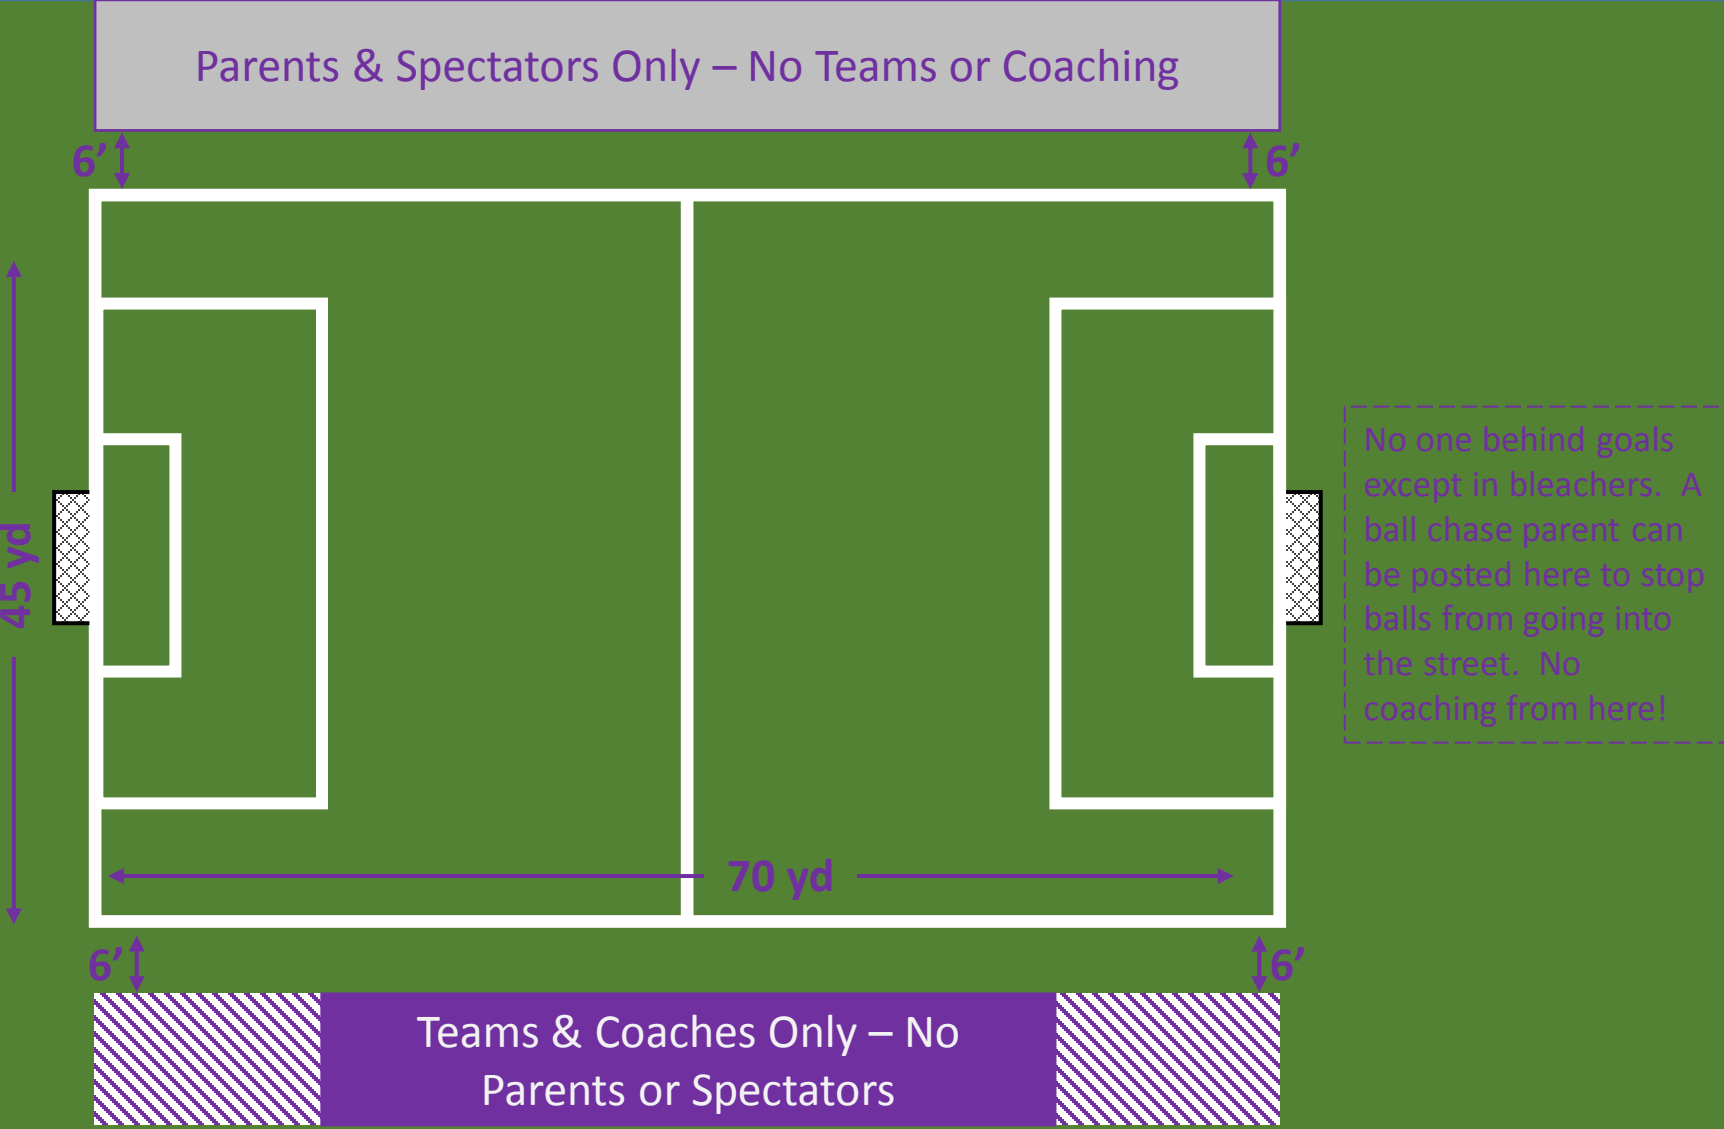 Parents & Spectators Only – No Teams or Coaching
6’
6’
45 yd
No one behind goals
except in bleachers.  A
ball chase parent can
be posted here to stop
balls from going into
the street.  No
coaching from here!
70 yd
6’
6’
Teams & Coaches Only – No
Parents or Spectators